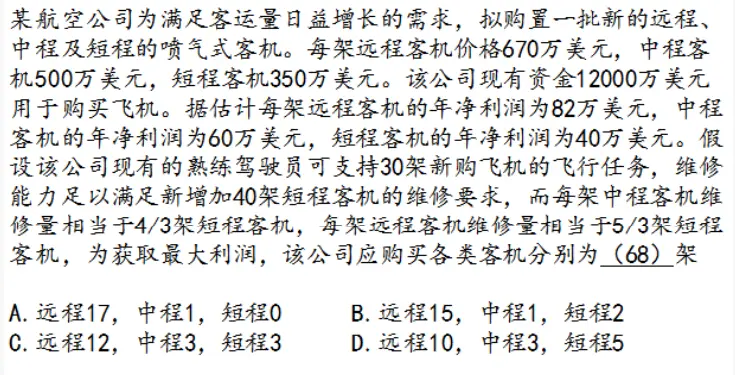 某航空公司为满足客运量日益增长的需求，拟购置一批新的远程、
中程及短程的喷气式客机。每架远程客机价格670万美元，中程客
机500万美元，短程客机350万美元。该公司现有资金12000万美元
用于购买飞机。据估计每架远程客机的年净利润为82万美元，中程
客机的年净利润为60万美元，短程客机的年净利润为40万美元。假
设该公司现有的熟练驾驶员可支持30架新购飞机的飞行任务，维修
能力足以满足新增加40架短程客机的维修要求，而每架中程客机维
修量相当于4/3架短程客机，每架远程客机维修量相当于5/3架短程
客机，为获取最大利润，该公司应购买各类客机分别为（68）架
A.远程17，中程1，短程0 B.远程15，中程1，短程2
C.远程12，中程3，短程3 D.远程10，中程3，短程5